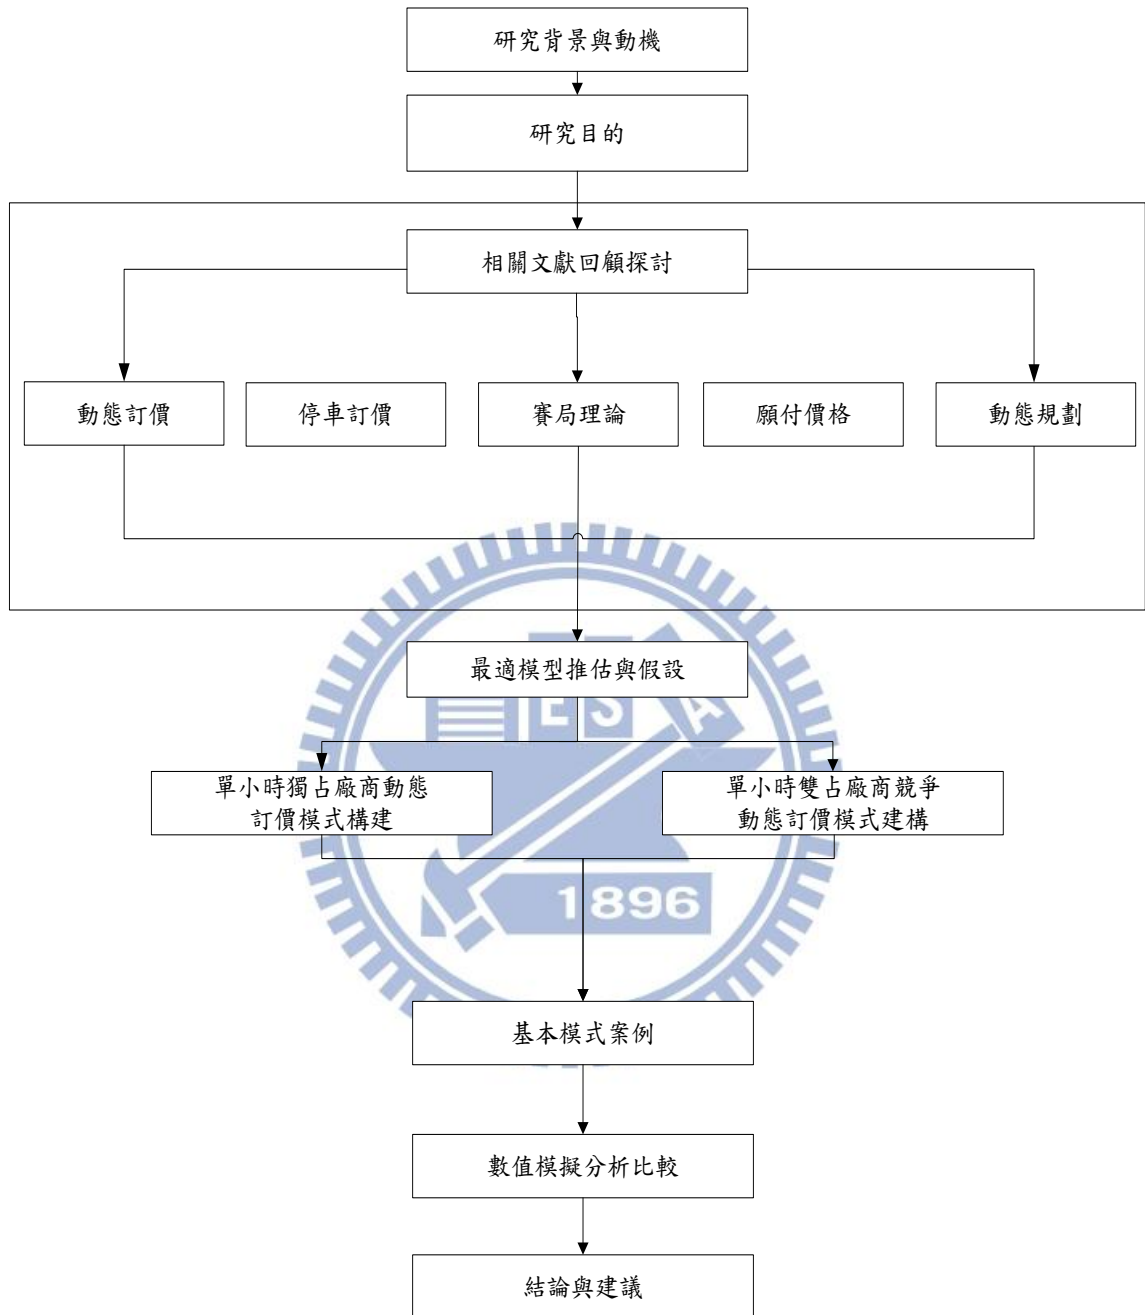 研究背景與動機
研究目的
相關文獻回顧探討
動態訂價
停車訂價
賽局理論
願付價格
動態規劃
最適模型推估與假設
ESA
單小時獨占廠商動態
訂價模式構建
單小時雙占廠商競爭
動態訂價模式建構
1896
基本模式案例
數值模擬分析比較
結論與建議